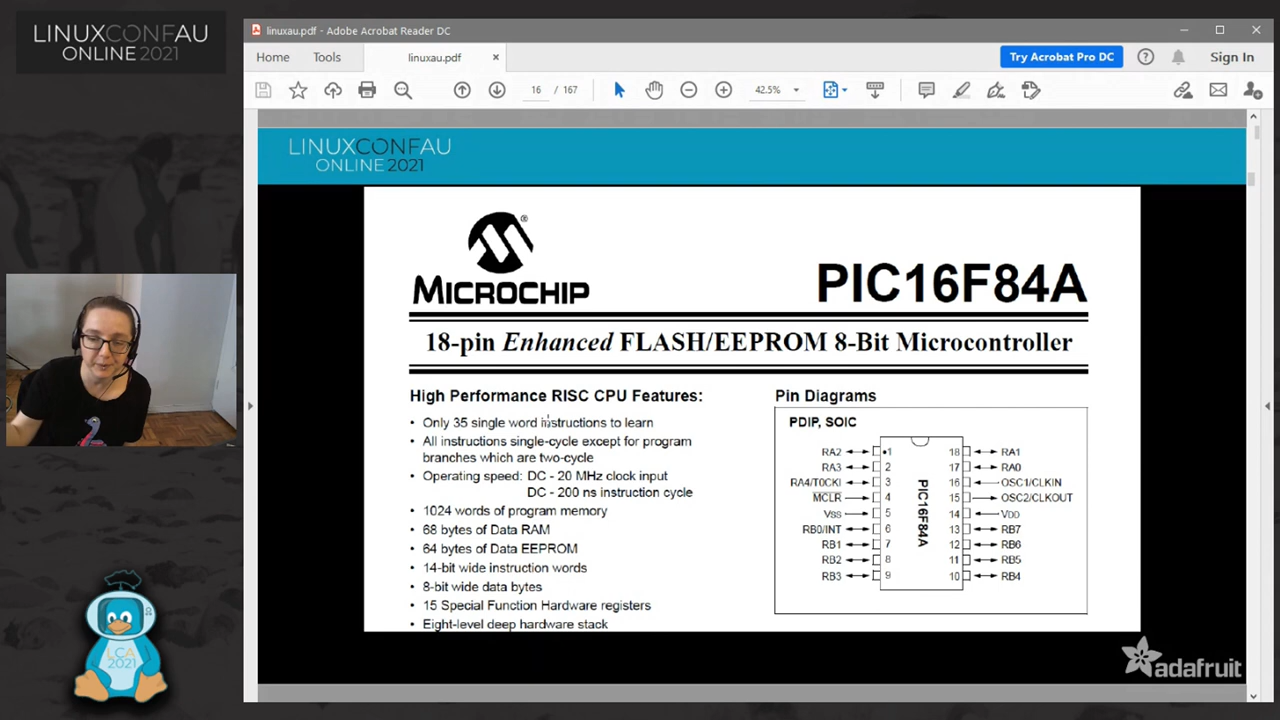 LINUXCONFAU
ONLINE 2021
linuxau.pdf - Adobe Acrobat Reader DC
Home Tools linuxau.pdf × Try Acrobat Pro DC Sign In
16 / 167 42.5%
LINUXCONFAU
ONLINE 2021
MICROCHIP
PIC16F84A
18-pin Enhanced FLASH/EEPROM 8-Bit Microcontroller
High Performance RISC CPU Features:
• Only 35 single word instructions to learn
• All instructions single-cycle except for program
branches which are two-cycle
• Operating speed: DC - 20 MHz clock input
DC - 200 ns instruction cycle
• 1024 words of program memory
• 68 bytes of Data RAM
• 64 bytes of Data EEPROM
• 14-bit wide instruction words
• 8-bit wide data bytes
• 15 Special Function Hardware registers
• Eight-level deep hardware stack
Pin Diagrams
PDIP, SOIC
RA2 1 18 RA1
RA3 2 17 RA0
RA4/T0CKI 3 16 OSC1/CLKIN
MCLR 4 15 OSC2/CLKOUT
VSS 5 14 VDD
RB0/INT 6 13 RB7
RB1 7 12 RB6
RB2 8 11 RB5
RB3 9 10 RB4
PIC16F84A
adafruit
LCA
2021